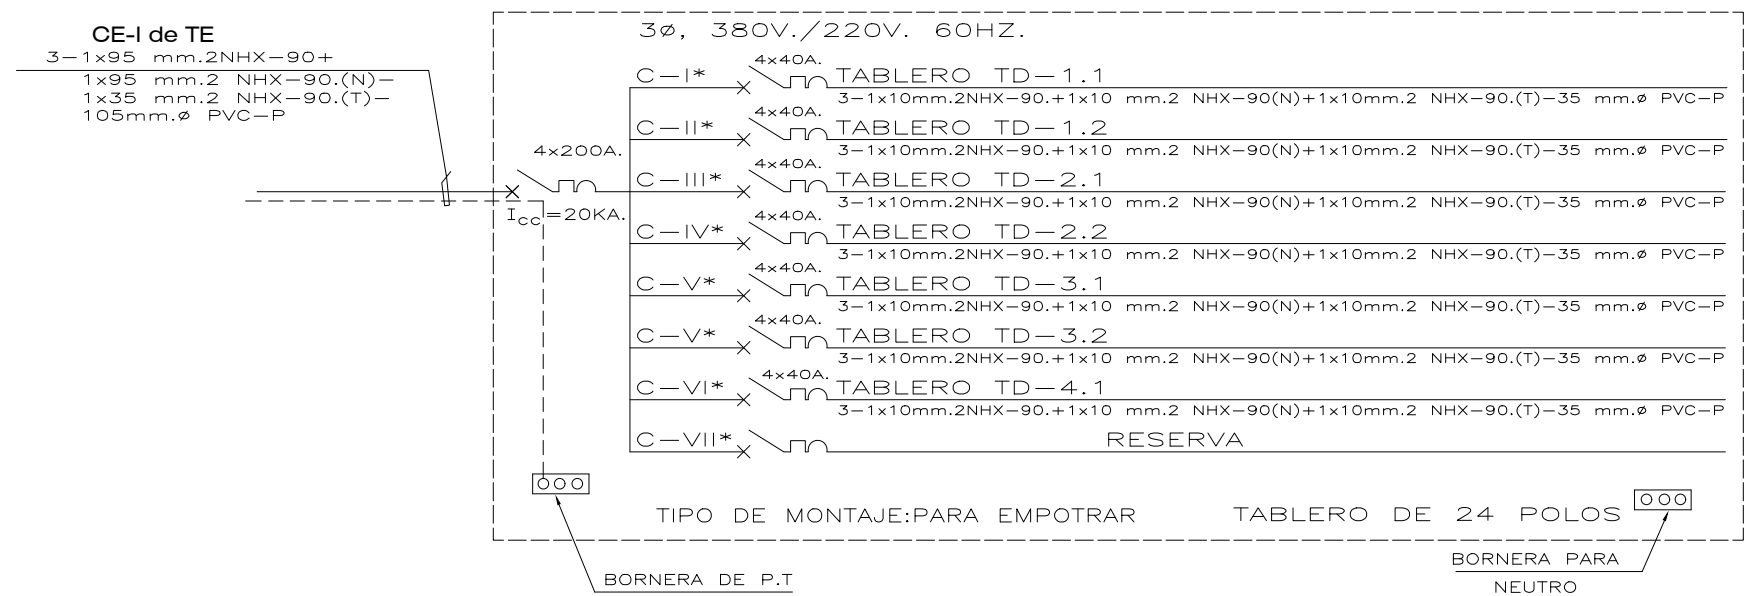 CE-I de TE
3-1x95 mm.2NHX-90+
1x95 mm.2 NHX-90.(N)-
1x35 mm.2 NHX-90.(T)-
105mm.ø PVC-P
3ø, 380V./220V. 60HZ.
4x200A.
Icc=20KA.
C-I* 4x40A. TABLERO TD-1.1
3-1x10mm.2NHX-90.+1x10 mm.2 NHX-90(N)+1x10mm.2 NHX-90.(T)-35 mm.ø PVC-P
C-II* 4x40A. TABLERO TD-1.2
3-1x10mm.2NHX-90.+1x10 mm.2 NHX-90(N)+1x10mm.2 NHX-90.(T)-35 mm.ø PVC-P
C-III* 4x40A. TABLERO TD-2.1
3-1x10mm.2NHX-90.+1x10 mm.2 NHX-90(N)+1x10mm.2 NHX-90.(T)-35 mm.ø PVC-P
C-IV* 4x40A. TABLERO TD-2.2
3-1x10mm.2NHX-90.+1x10 mm.2 NHX-90(N)+1x10mm.2 NHX-90.(T)-35 mm.ø PVC-P
C-V* 4x40A. TABLERO TD-3.1
3-1x10mm.2NHX-90.+1x10 mm.2 NHX-90(N)+1x10mm.2 NHX-90.(T)-35 mm.ø PVC-P
C-V* 4x40A. TABLERO TD-3.2
3-1x10mm.2NHX-90.+1x10 mm.2 NHX-90(N)+1x10mm.2 NHX-90.(T)-35 mm.ø PVC-P
C-VI* 4x40A. TABLERO TD-4.1
3-1x10mm.2NHX-90.+1x10 mm.2 NHX-90(N)+1x10mm.2 NHX-90.(T)-35 mm.ø PVC-P
C-VII* RESERVA
TIPO DE MONTAJE:PARA EMPOTRAR TABLERO DE 24 POLOS
BORNERA DE P.T
BORNERA PARA
NEUTRO